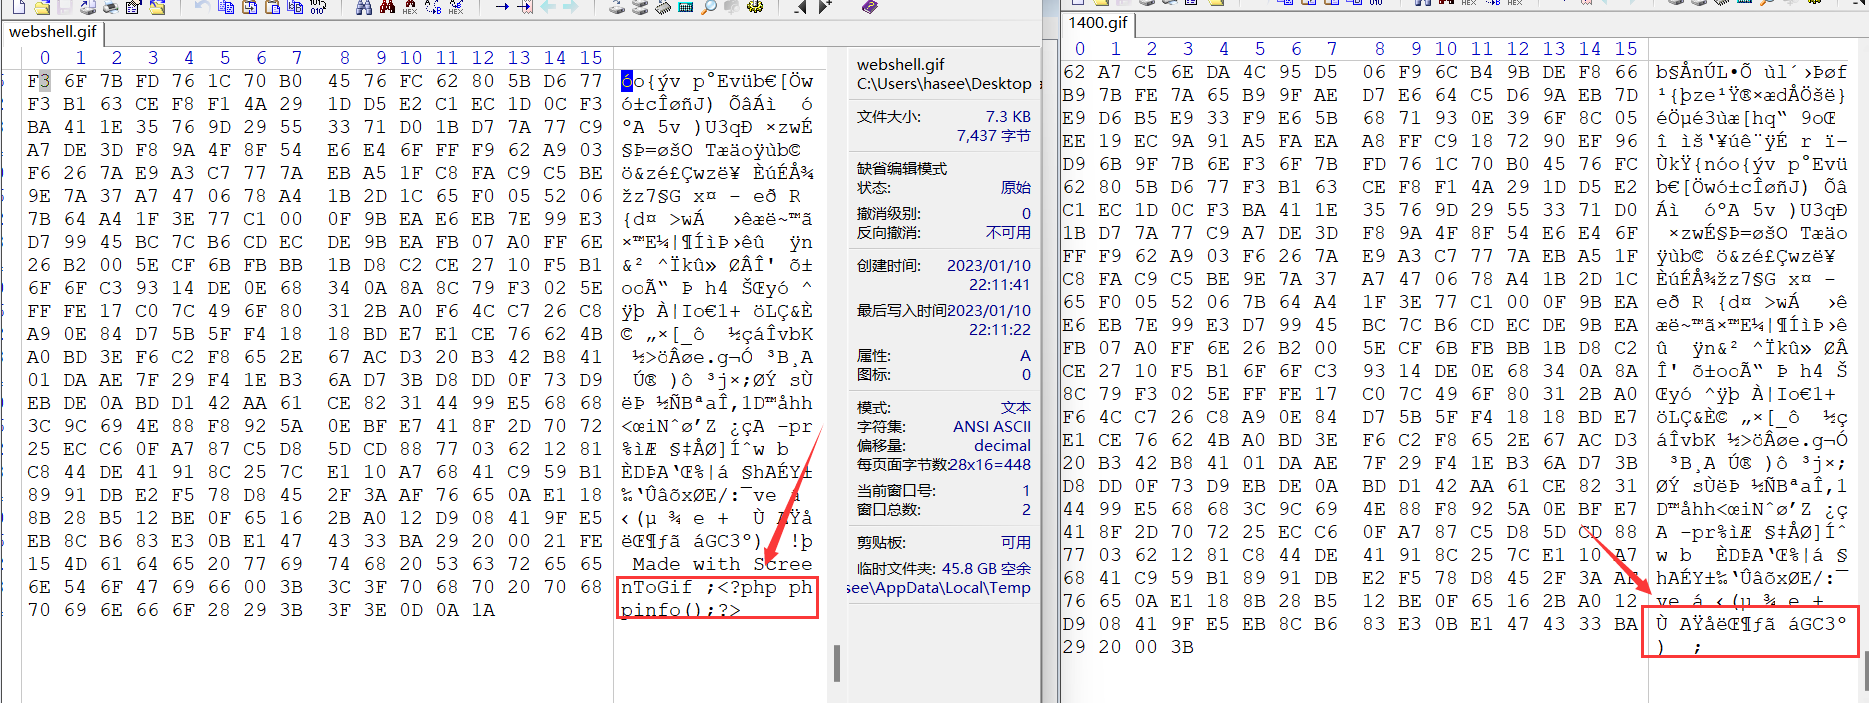 webshell.gif
0 1 2 3 4 5 6 7 8 9 10 11 12 13 14 15
F3 6F 7B FD 76 1C 70 B0 45 76 FC 62 80 5B D6 77 óo{ýv p°Evüb€[Öw
F3 B1 63 CE F8 F1 4A 29 1D D5 E2 C1 EC 1D 0C F3 ó±cÎøñJ) ÕâÁì ó
BA 41 1E 35 76 9D 29 55 33 71 D0 1B D7 7A 77 C9 ºA 5v )U3qÐ ×zwÉ
A7 DE 3D F8 9A 4F 8F 54 E6 E4 6F FF F9 62 A9 03 §Þ=øšO Tæäoÿùb©
F6 26 7A E9 A3 C7 77 7A EB A5 1F C8 FA C9 C5 BE ö&zé£Çwzë¥ ÈúÉÅ¾
9E 7A 37 A7 47 06 78 A4 1B 2D 1C 65 F0 05 52 06 žz7§G x¤ - eð R
7B 64 A4 1F 3E 77 C1 00 0F 9B EA E6 EB 7E 99 E3 {d¤ >wÁ ›êæë~™ã
D7 99 45 BC 7C B6 CD EC DE 9B EA FB 07 A0 FF 6E ×™E¼|¶ÍìÞ›êû ÿn
26 B2 00 5E CF 6B FB BB 1B D8 C2 CE 27 10 F5 B1 &² ^Ïkû» ØÂÎ' õ±
6F 6F C3 93 14 DE 0E 68 34 0A 8A 8C 79 F3 02 5E ooÃ“ Þ h4 ŠŒyó ^
FF FE 17 C0 7C 49 6F 80 31 2B A0 F6 4C C7 26 C8 ÿþ À|Io€1+ öLÇ&È
A9 0E 84 D7 5B 5F F4 18 18 BD E7 E1 CE 76 62 4B © „×[_ô ½çáÎvbK
A0 BD 3E F6 C2 F8 65 2E 67 AC D3 20 B3 42 B8 41 ½>öÂøe.g¬Ó ³B¸A
01 DA AE 7F 29 F4 1E B3 6A D7 3B D8 DD 0F 73 D9 Ú® )ô ³j×;ØÝ sÙ
EB DE 0A BD D1 42 AA 61 CE 82 31 44 99 E5 68 68 ëÞ ½ÑBªaÎ‚1D™åhh
3C 9C 69 4E 88 F8 92 5A 0E BF E7 41 8F 2D 70 72 <œiNˆø’Z ¿çA -pr
25 EC C6 0F A7 87 C5 D8 5D CD 88 77 03 62 12 81 %ìÆ §‡ÅØ]Íˆw b
C8 44 DE 41 91 8C 25 7C E1 10 A7 68 41 C9 59 B1 ÈDÞA‘Œ%|á §hAÉY±
89 91 DB E2 F5 78 D8 45 2F 3A AF 76 65 0A E1 18 ‰‘ÛâõxØE/:¯ve á
8B 28 B5 12 BE 0F 65 16 2B A0 12 D9 08 41 9F E5 ‹(µ ¾ e + Ù AŸå
EB 8C B6 83 E3 0B E1 47 43 33 BA 29 20 00 21 FE ëŒ¶ƒã áGC3º) !þ
15 4D 61 64 65 20 77 69 74 68 20 53 63 72 65 65 Made with Scree
6E 54 6F 47 69 66 00 3B 3C 3F 70 68 70 20 70 68 nToGif ;<?php ph
70 69 6E 66 6F 28 29 3B 3F 3E 0D 0A 1A pinfo();?>
webshell.gif
C:\Users\hasee\Desktop
文件大小: 7.3 KB
7,437 字节
缺省编辑模式
状态: 原始
撤消级别: 0
反向撤消: 不可用
创建时间: 2023/01/10
22:11:41
最后写入时间2023/01/10
22:11:22
属性: A
图标: 0
模式: 文本
字符集: ANSI ASCII
偏移量: decimal
每页面字节数:28x16=448
当前窗口号: 1
窗口总数: 2
剪贴板: 可用
临时文件夹: 45.8 GB 空余
see\AppData\Local\Temp
1400.gif
0 1 2 3 4 5 6 7 8 9 10 11 12 13 14 15
62 A7 C5 6E DA 4C 95 D5 06 F9 6C B4 9B DE F8 66 b§ÅnÚL•Õ ùl´›Þøf
B9 7B FE 7A 65 B9 9F AE D7 E6 64 C5 D6 9A EB 7D ¹{þze¹Ÿ®×ædÅÖšë}
E9 D6 B5 E9 33 F9 E6 5B 68 71 93 0E 39 6F 8C 05 éÖµé3ùæ[hq“ 9oŒ
EE 19 EC 9A 91 A5 FA EA A8 FF C9 18 72 90 EF 96 î ìš‘¥úê¨ÿÉ r ï–
D9 6B 9F 7B 6E F3 6F 7B FD 76 1C 70 B0 45 76 FC ÙkŸ{nóo{ýv p°Evü
62 80 5B D6 77 F3 B1 63 CE F8 F1 4A 29 1D D5 E2 b€[Öwó±cÎøñJ) Õâ
C1 EC 1D 0C F3 BA 41 1E 35 76 9D 29 55 33 71 D0 Áì óºA 5v )U3qÐ
1B D7 7A 77 C9 A7 DE 3D F8 9A 4F 8F 54 E6 E4 6F ×zwÉ§Þ=øšO Tæäo
FF F9 62 A9 03 F6 26 7A E9 A3 C7 77 7A EB A5 1F ÿùb© ö&zé£Çwzë¥
C8 FA C9 C5 BE 9E 7A 37 A7 47 06 78 A4 1B 2D 1C ÈúÉÅ¾žz7§G x¤ -
65 F0 05 52 06 7B 64 A4 1F 3E 77 C1 00 0F 9B EA eð R {d¤ >wÁ ›ê
E6 EB 7E 99 E3 D7 99 45 BC 7C B6 CD EC DE 9B EA æë~™ã×™E¼|¶ÍìÞ›ê
FB 07 A0 FF 6E 26 B2 00 5E CF 6B FB BB 1B D8 C2 û ÿn&² ^Ïkû» ØÂ
CE 27 10 F5 B1 6F 6F C3 93 14 DE 0E 68 34 0A 8A Î' õ±ooÃ“ Þ h4 Š
8C 79 F3 02 5E FF FE 17 C0 7C 49 6F 80 31 2B A0 Œyó ^ÿþ À|Io€1+
F6 4C C7 26 C8 A9 0E 84 D7 5B 5F F4 18 18 BD E7 öLÇ&È© „×[_ô ½ç
E1 CE 76 62 4B A0 BD 3E F6 C2 F8 65 2E 67 AC D3 áÎvbK ½>öÂøe.g¬Ó
20 B3 42 B8 41 01 DA AE 7F 29 F4 1E B3 6A D7 3B ³B¸A Ú® )ô ³j×;
D8 DD 0F 73 D9 EB DE 0A BD D1 42 AA 61 CE 82 31 ØÝ sÙëÞ ½ÑBªaÎ‚1
44 99 E5 68 68 3C 9C 69 4E 88 F8 92 5A 0E BF E7 D™åhh<œiNˆø’Z ¿ç
41 8F 2D 70 72 25 EC C6 0F A7 87 C5 D8 5D CD 88 A -pr%ìÆ §‡ÅØ]Íˆ
77 03 62 12 81 C8 44 DE 41 91 8C 25 7C E1 10 A7 w b ÈDÞA‘Œ%|á §
68 41 C9 59 B1 89 91 DB E2 F5 78 D8 45 2F 3A AF hAÉY±‰‘ÛâõxØE/:¯
76 65 0A E1 18 8B 28 B5 12 BE 0F 65 16 2B A0 12 ve á ‹(µ ¾ e +
D9 08 41 9F E5 EB 8C B6 83 E3 0B E1 47 43 33 BA Ù AŸåëŒ¶ƒã áGC3º
29 20 00 3B ) ;